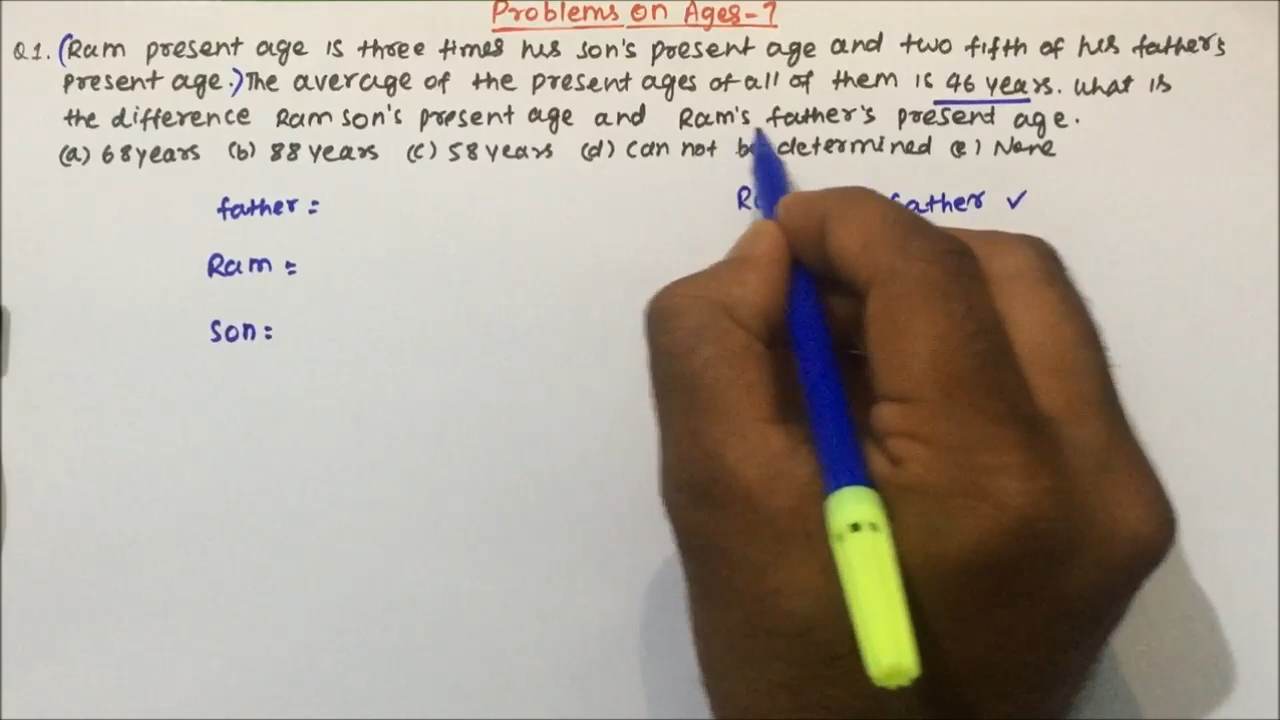 Problems on Ages-1
Q1. (Ram present age is three times his son's present age and two fifth of his father's
present age.) The average of the present ages of all of them is 46 years. What is
the difference Ram son's present age and Ram's father's present age.
(a) 68 years (b) 88 years (c) 58 years (d) can not be determined (e) None
father: father ✓
Ram =
Son: